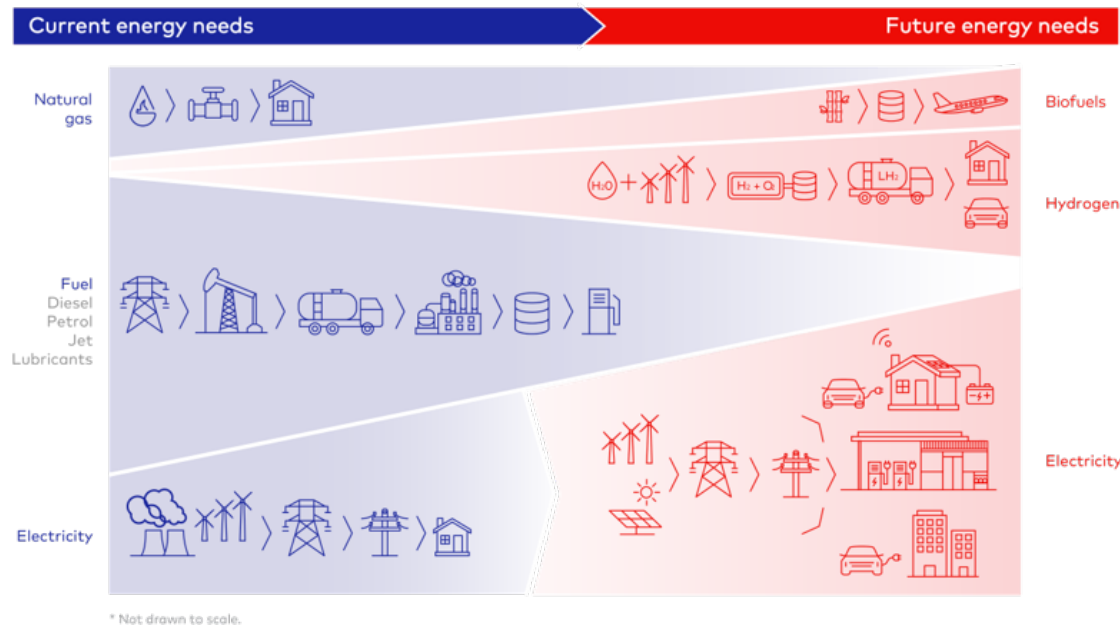 Current energy needs
Future energy needs
Natural
gas
Biofuels
H₂O
H₂ + O₂
LH₂
Hydrogen
Fuel
Diesel
Petrol
Jet
Lubricants
Electricity
Electricity
* Not drawn to scale.